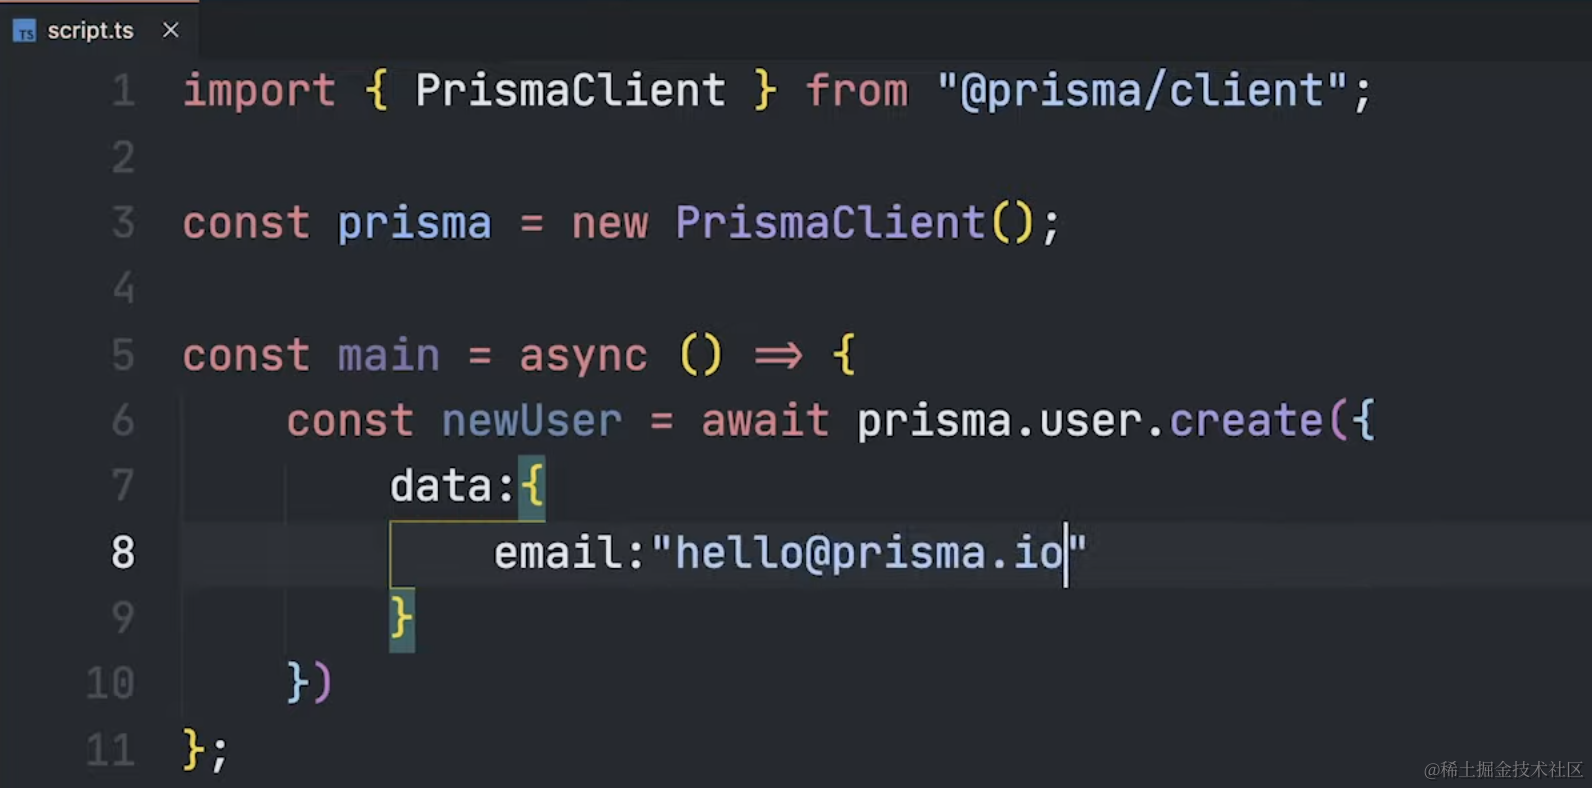 TS script.ts ×
1 import { PrismaClient } from "@prisma/client";
2
3 const prisma = new PrismaClient();
4
5 const main = async () => {
6 const newUser = await prisma.user.create({
7 data:{
8 email:"hello@prisma.io"
9 }
10 })
11 };
@稀土掘金技术社区